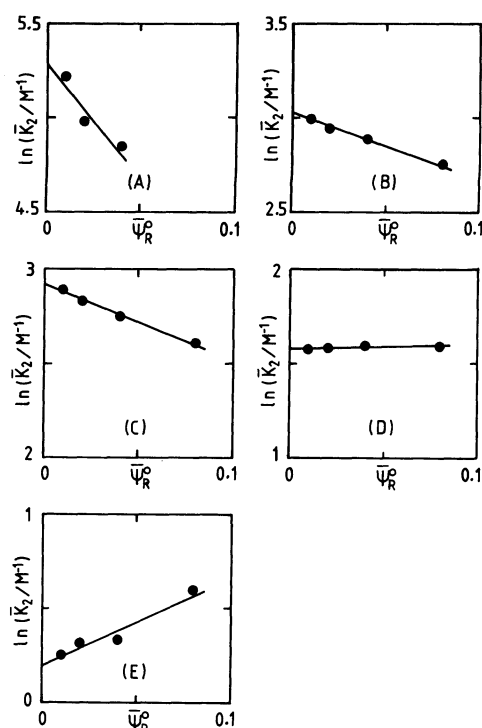 5.5
ln (K̄₂/M⁻¹)
4.5
(A)
0
Ψ̄R°
0.1
3.5
ln (K̄₂/M⁻¹)
2.5
(B)
0
Ψ̄R°
0.1
3
ln (K̄₂/M⁻¹)
2
(C)
0
Ψ̄R°
0.1
2
ln (K̄₂/M⁻¹)
1
(D)
0
Ψ̄R°
0.1
1
ln (K̄₂/M⁻¹)
0
(E)
0
Ψ̄R°
0.1